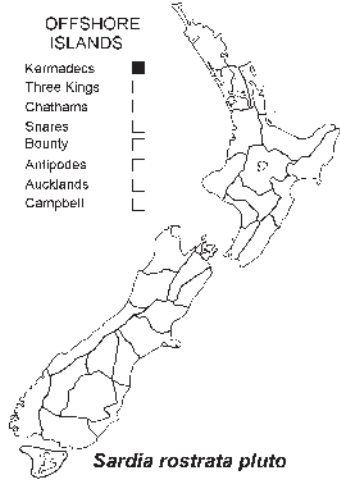 OFFSHORE
ISLANDS
Kermadecs
Three Kings
Chathams
Snares
Bounty
Antipodes
Aucklands
Campbell
Sardia rostrata pluto